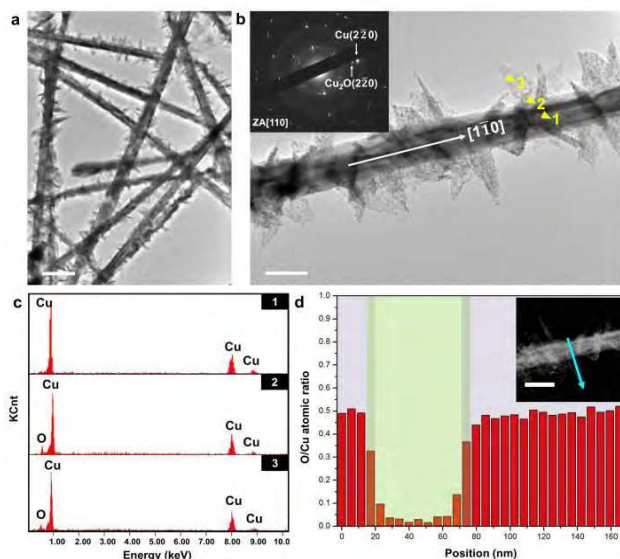 a
b
Cu(2̄20)
Cu₂O(2̄20)
ZA[110]
[11̄0]
3
2
1
c
Cu
1
Cu
Cu
Cu
2
O
Cu
Cu
Cu
3
O
Cu
Cu
KCnt
1.00 2.00 3.00 4.00 5.00 6.00 7.00 8.00 9.00 10.0
Energy (keV)
d
1.0
0.9
0.8
0.7
0.6
0.5
0.4
0.3
0.2
0.1
0.0
O/Cu atomic ratio
0 20 40 60 80 100 120 140 160
Position (nm)